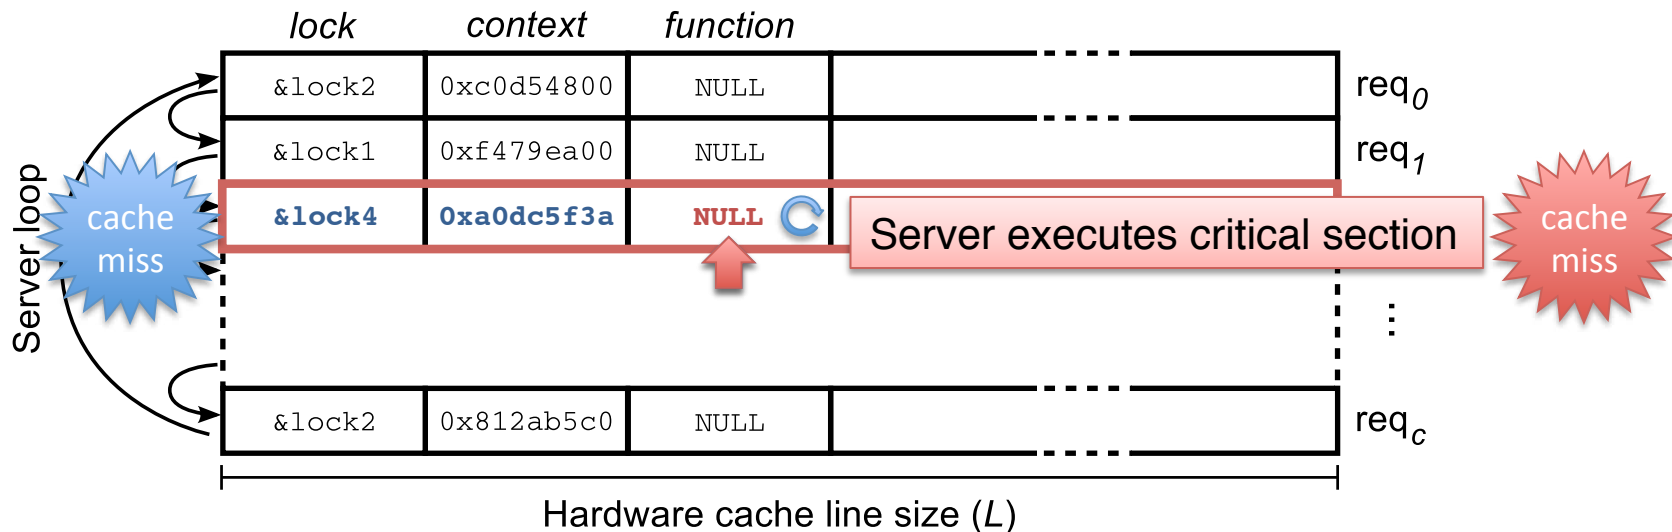 lock context function
&lock2 0xc0d54800 NULL req0
&lock1 0xf479ea00 NULL req1
Server loop
cache
miss
&lock4 0xa0dc5f3a NULL
Server executes critical section
cache
miss
⋮
&lock2 0x812ab5c0 NULL reqc
Hardware cache line size (L)